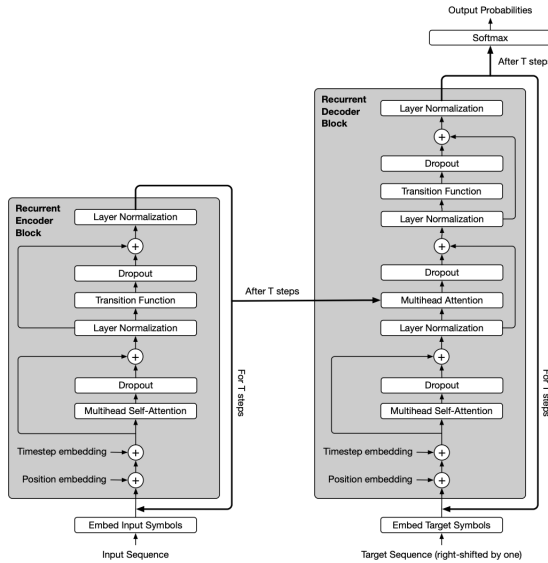 Output Probabilities
Softmax
After T steps
Recurrent
Decoder
Block
Layer Normalization
+
Dropout
Transition Function
Layer Normalization
+
Dropout
Multihead Attention
Layer Normalization
+
Dropout
Multihead Self-Attention
+
+
Embed Target Symbols
Target Sequence (right-shifted by one)
For T steps
After T steps
Recurrent
Encoder
Block
Layer Normalization
+
Dropout
Transition Function
Layer Normalization
+
Dropout
Multihead Self-Attention
Timestep embedding
+
Position embedding
+
Embed Input Symbols
Input Sequence
For T steps
Timestep embedding
Position embedding